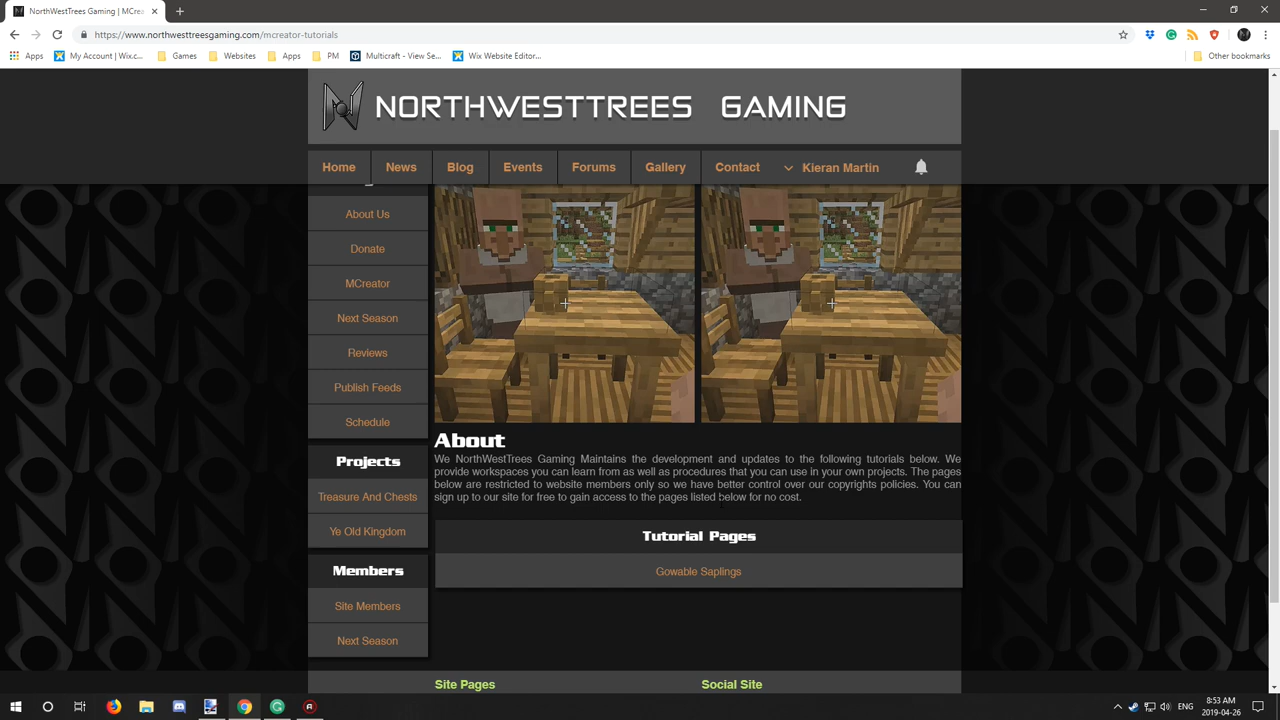 NorthWestTrees Gaming | MCrea
https://www.northwesttreesgaming.com/mcreator-tutorials
Apps
My Account | Wix.c...
Games
Websites
Apps
PM
Multicraft - View Se...
Wix Website Editor...
Other bookmarks
NORTHWESTTREES GAMING
Home
News
Blog
Events
Forums
Gallery
Contact
Kieran Martin
About Us
Donate
MCreator
Next Season
Reviews
Publish Feeds
Schedule
Projects
Treasure And Chests
Ye Old Kingdom
Members
Site Members
Next Season
About
We NorthWestTrees Gaming Maintains the development and updates to the following tutorials below. We
provide workspaces you can learn from as well as procedures that you can use in your own projects. The pages
below are restricted to website members only so we have better control over our copyrights policies. You can
sign up to our site for free to gain access to the pages listed below for no cost.
Tutorial Pages
Gowable Saplings
Site Pages
Social Site
ENG
8:53 AM
2019-04-26